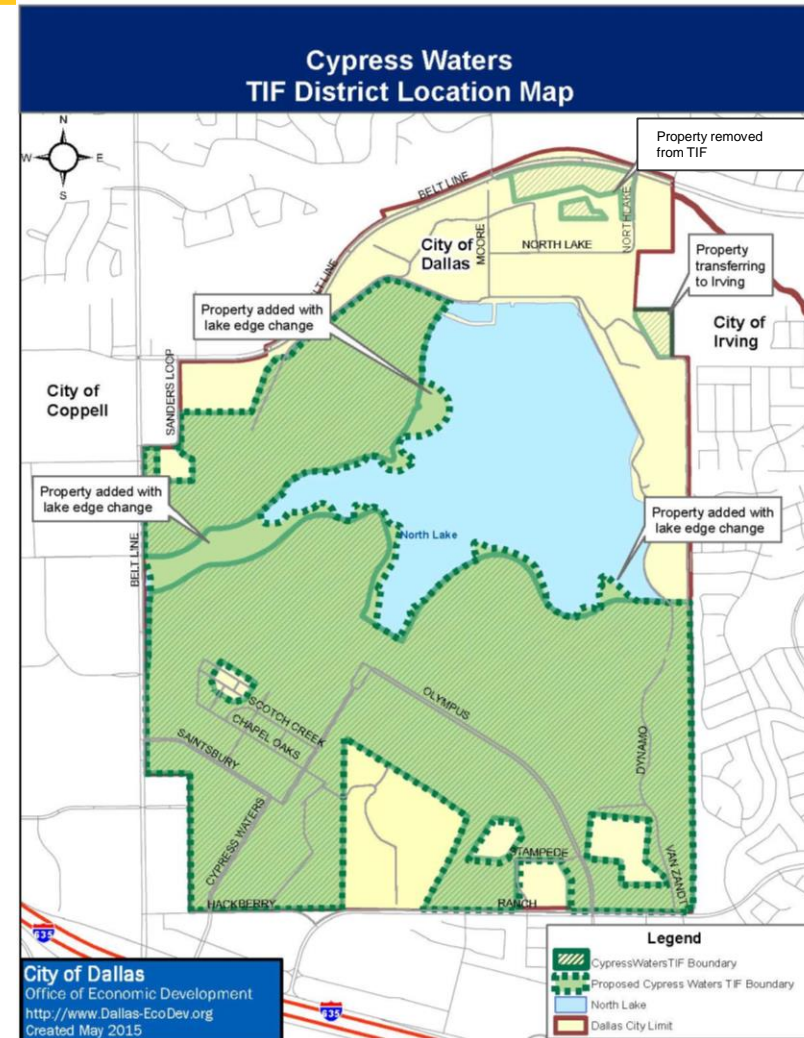 Cypress Waters
TIF District Location Map
N
W
E
S
Property removed
from TIF
BELT LINE
MOORE
NORTH LAKE
NORTHLAKE
City of
Dallas
Property
transferring
to Irving
LT LINE
Property added with
lake edge change
City of
Irving
SANDERS LOOP
City of
Coppell
Property added with
lake edge change
Property added with
lake edge change
North Lake
BELT LINE
OLYMPUS
SCOTCH CREEK
CHAPEL OAKS
SAINTSBURY
DYNAMO
CYPRESS WATERS
STAMPEDE
VAN ZANDT
HACKBERRY
RANCH
635
635
Legend
CypressWatersTIF Boundary
Proposed Cypress Waters TIF Boundary
North Lake
Dallas City Limit
City of Dallas
Office of Economic Development
http://www.Dallas-EcoDev.org
Created May 2015